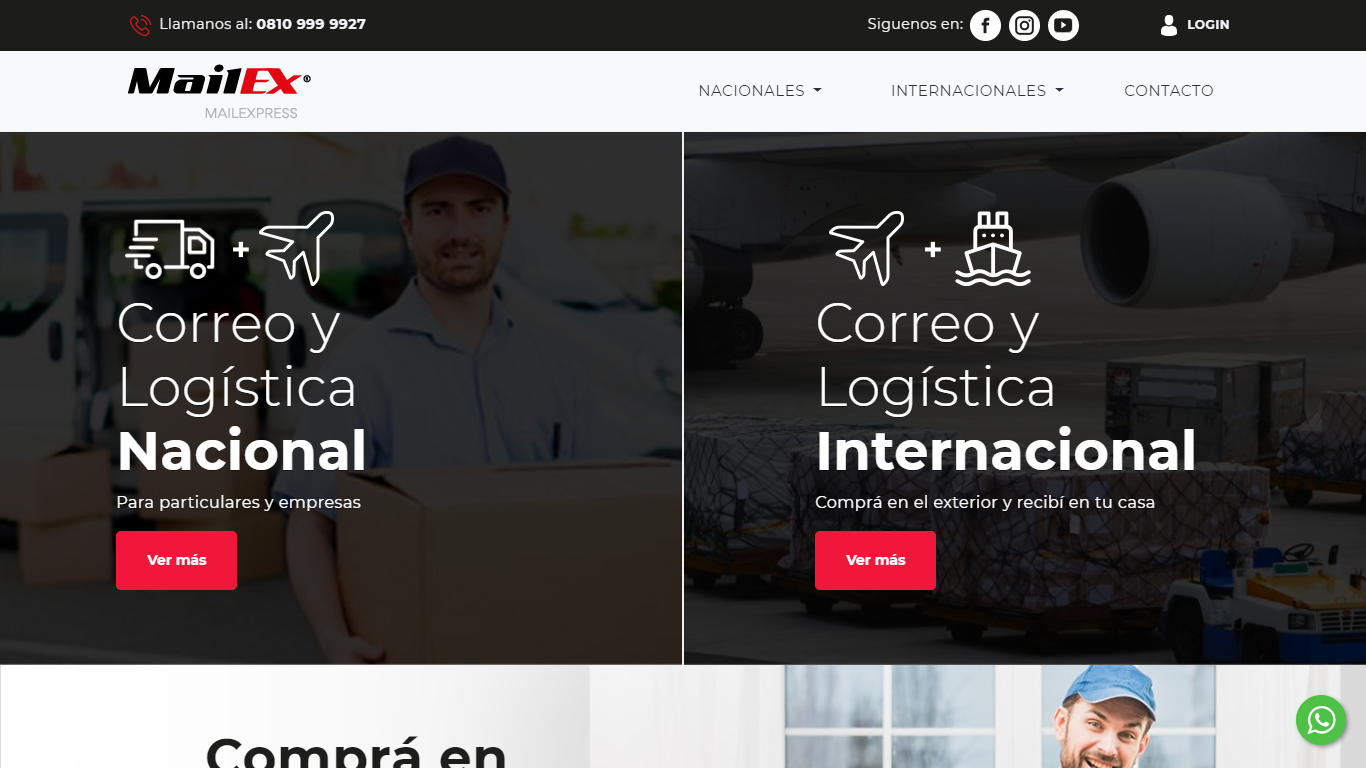 Llamanos al: 0810 999 9927
Siguenos en:
LOGIN
MailEx®
MAILEXPRESS
NACIONALES
INTERNACIONALES
CONTACTO
Correo y
Logística
Nacional
Para particulares y empresas
Ver más
Correo y
Logística
Internacional
Comprá en el exterior y recibí en tu casa
Ver más
Comprá en